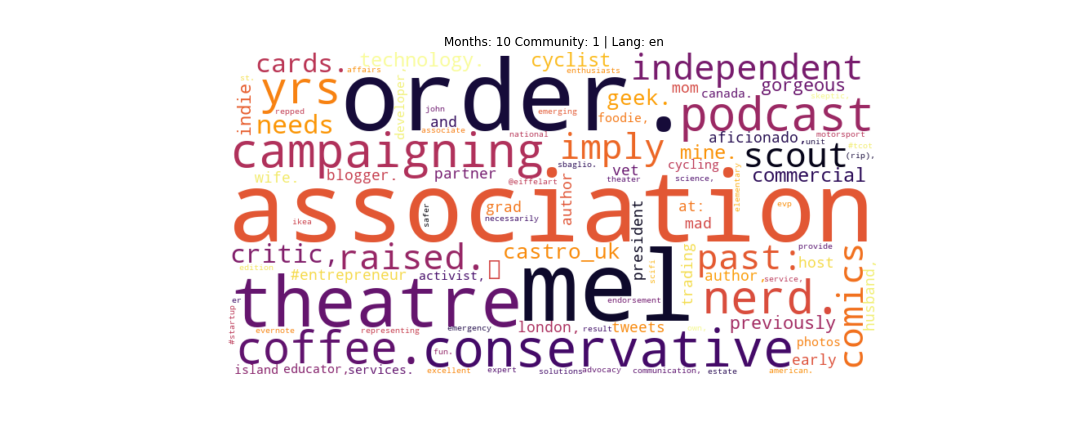 Months: 10 Community: 1 | Lang: en
cards.
affairs
technology.
cyclist
enthusiasts
independent
st.
yrs
order.
geek.
mom
gorgeous
canada.
indie
repped
john
developer
and
emerging
foodie,
podcast
needs
associate
national
aficionado,
unit
motorsport
#tcot
campaigning
imply
mine.
scout
(rip),
wife.
blogger.
partner
sbaglio.
vet
cycling
commercial
@eiffelart
theater
science,
elementary
association
safer
grad
necessarily
author
at:
mad
evp
ikea
president
critic,
raised.
castro_uk
past:
provide
host
edition
#entrepreneur
activist,
scifi
trading
author,
service,
comics
husband,
theatre
mel
endorsement
nerd.
er
#startup
evernote
representing
emergency
london,
result
tweets
previously
coffee.
conservative
fun.
photos
early
island
educator,
services.
excellent
expert
solutions
advocacy
communication,
estate
american.